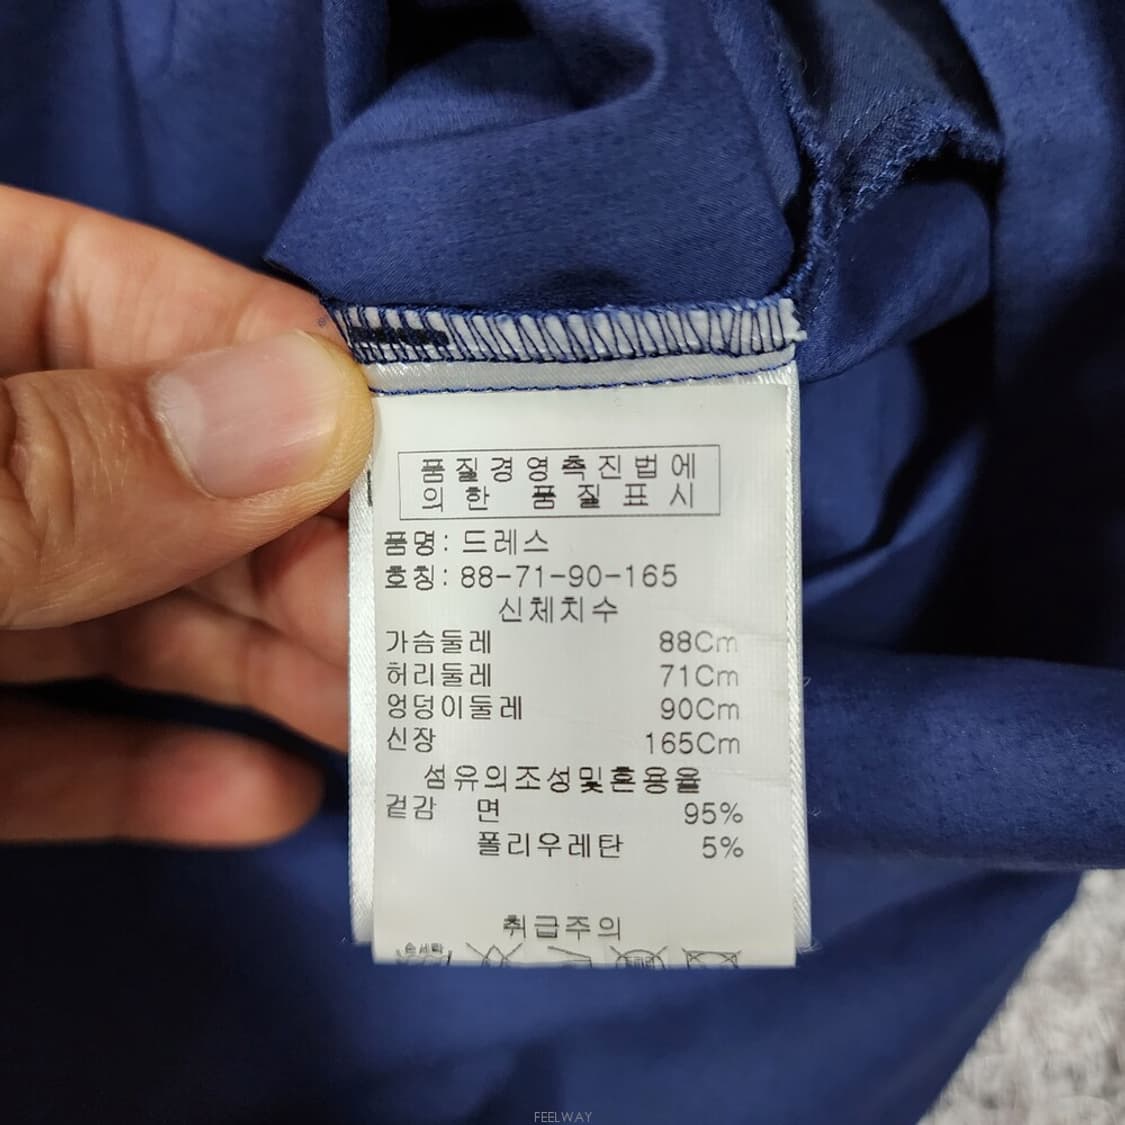 품질경영촉진법에
의한 품질표시
품명: 드레스
호칭: 88-71-90-165
신체치수
가슴둘레 88Cm
허리둘레 71Cm
엉덩이둘레 90Cm
신장 165Cm
섬유의조성및혼용율
겉감 면 95%
폴리우레탄 5%
취급주의
손세탁
FEELWAY